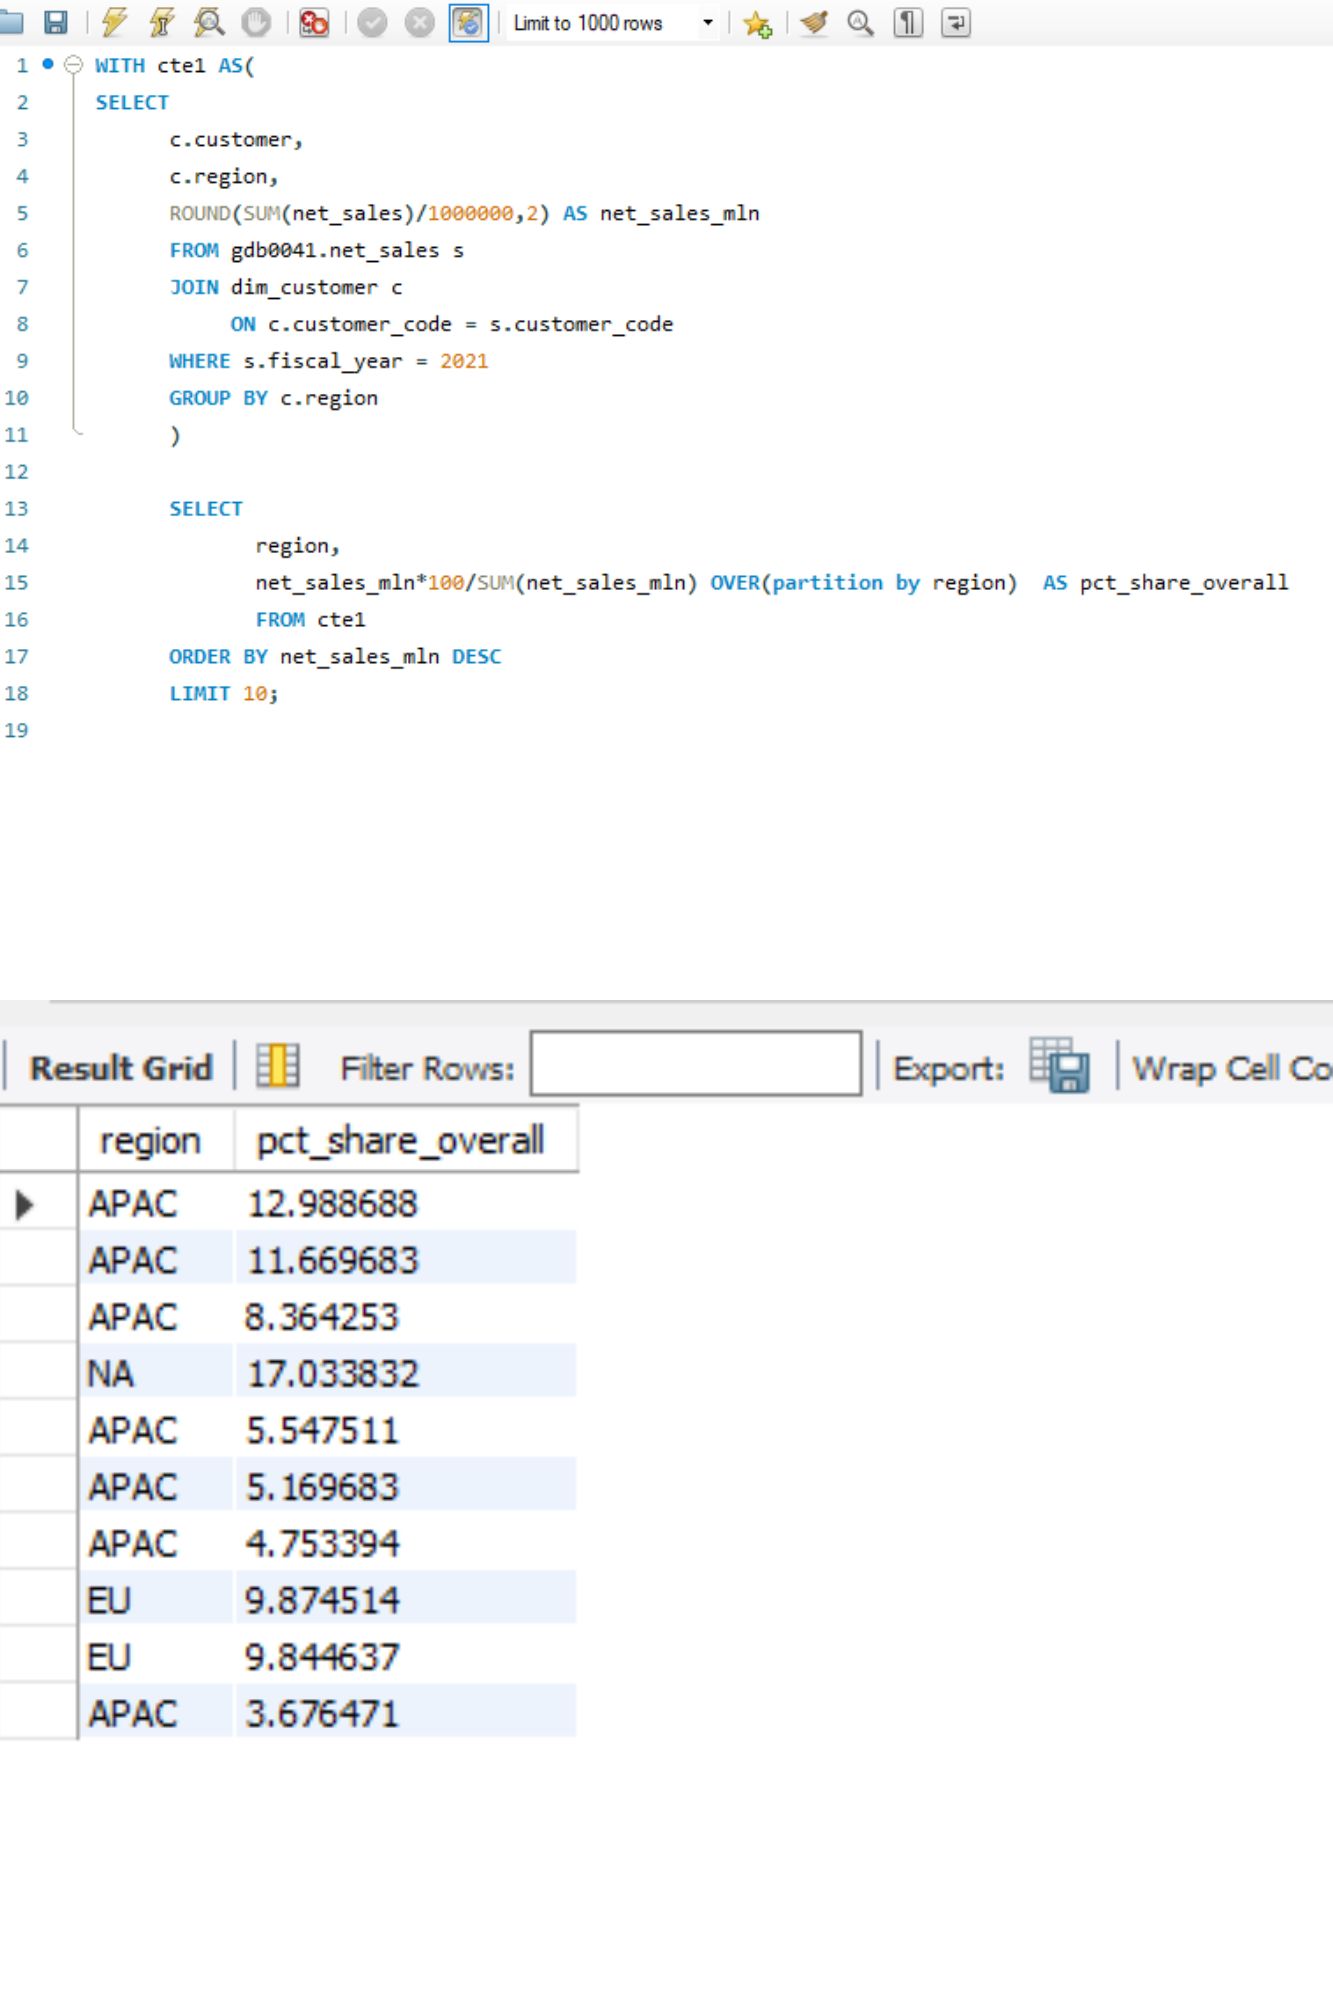 Limit to 1000 rows
1 WITH cte1 AS(
2 SELECT
3 c.customer,
4 c.region,
5 ROUND(SUM(net_sales)/1000000,2) AS net_sales_mln
6 FROM gdb0041.net_sales s
7 JOIN dim_customer c
8 ON c.customer_code = s.customer_code
9 WHERE s.fiscal_year = 2021
10 GROUP BY c.region
11 )
12
13 SELECT
14 region,
15 net_sales_mln*100/SUM(net_sales_mln) OVER(partition by region) AS pct_share_overall
16 FROM cte1
17 ORDER BY net_sales_mln DESC
18 LIMIT 10;
19
Result Grid Filter Rows: Export: Wrap Cell Co
region pct_share_overall
APAC 12.988688
APAC 11.669683
APAC 8.364253
NA 17.033832
APAC 5.547511
APAC 5.169683
APAC 4.753394
EU 9.874514
EU 9.844637
APAC 3.676471